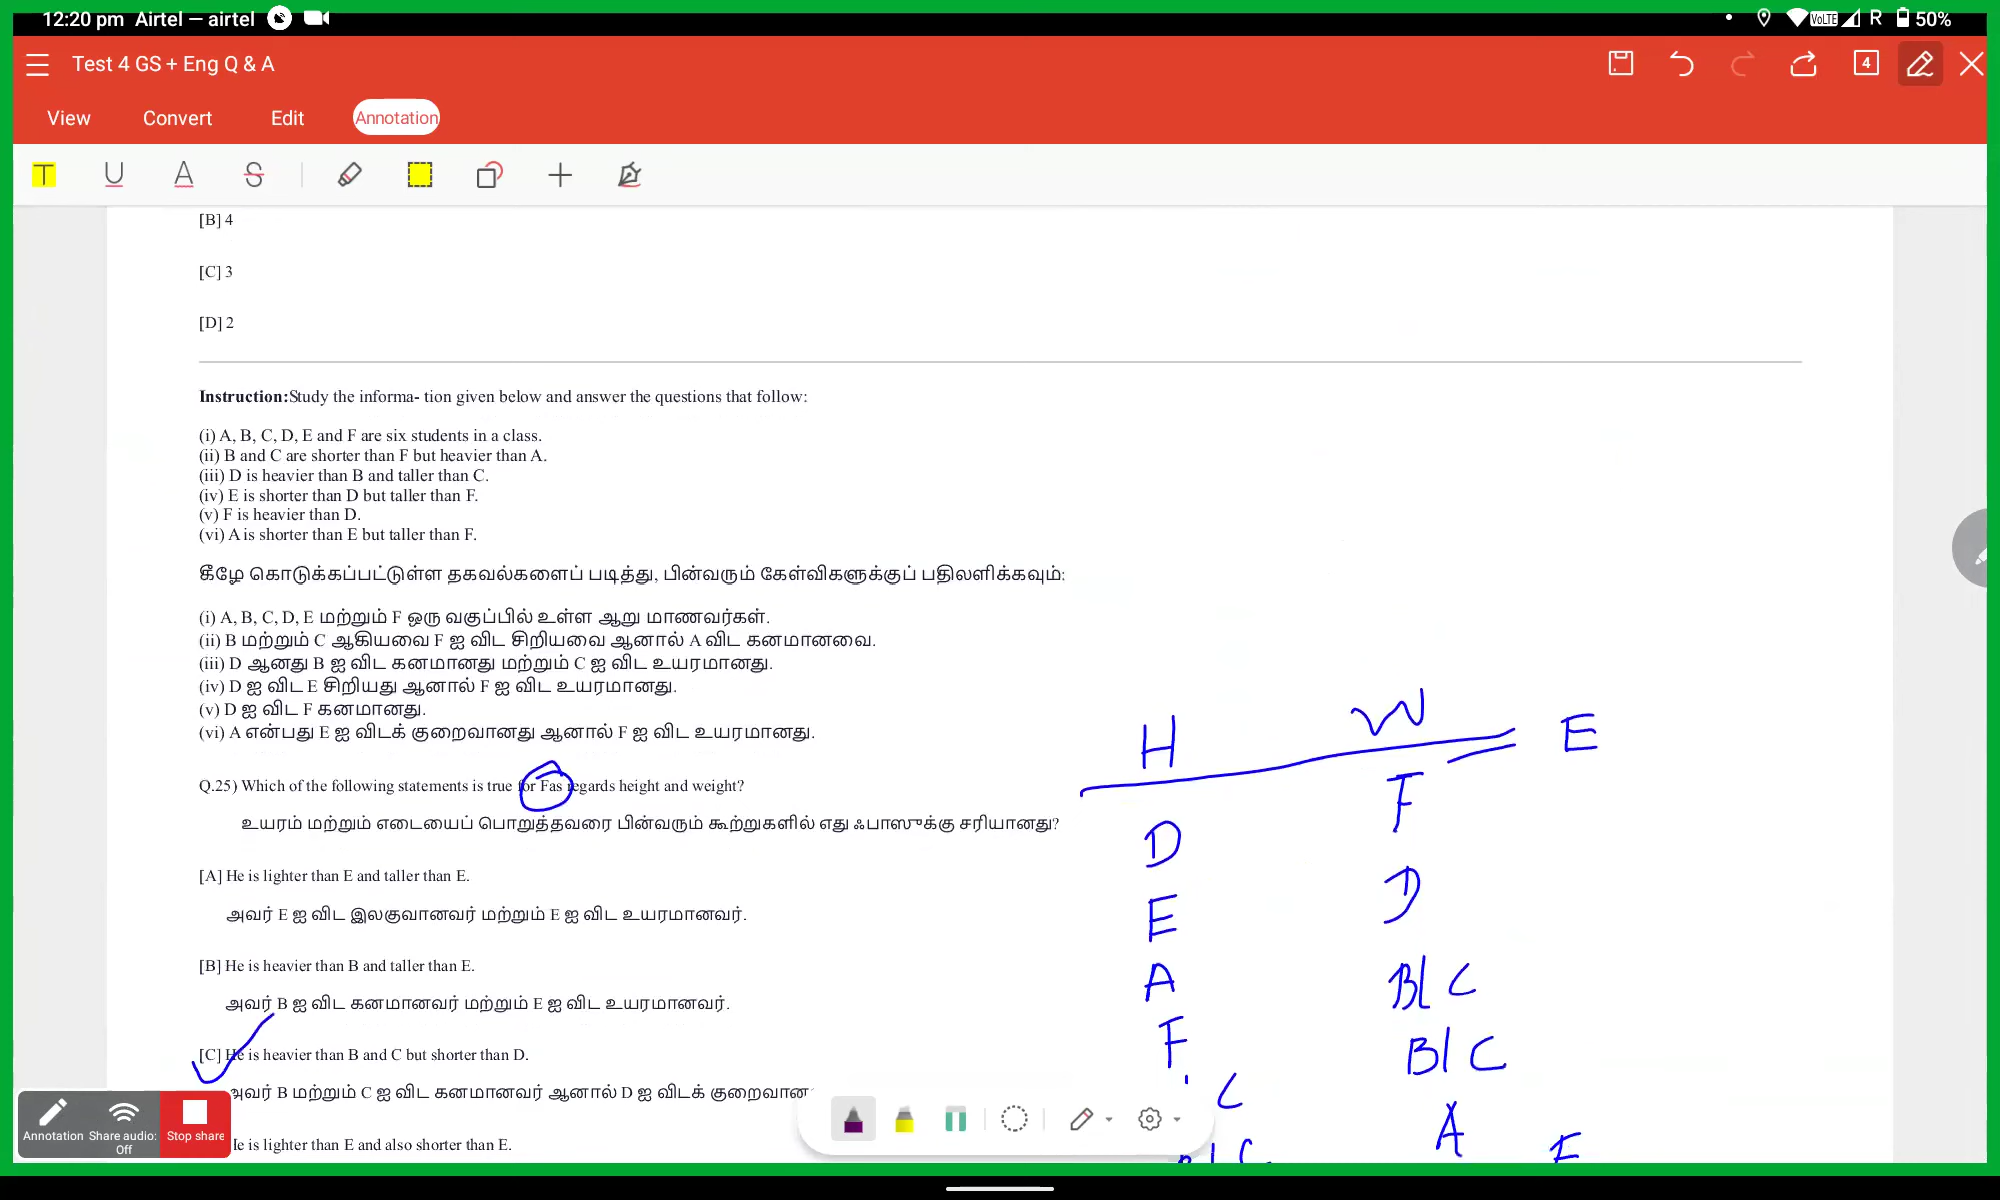 12:20 pm Airtel — airtel
VoLTE R 50%
Test 4 GS + Eng Q & A
4
View Convert Edit Annotation
T U A S
[B] 4
[C] 3
[D] 2
Instruction:Study the informa- tion given below and answer the questions that follow:
(i) A, B, C, D, E and F are six students in a class.
(ii) B and C are shorter than F but heavier than A.
(iii) D is heavier than B and taller than C.
(iv) E is shorter than D but taller than F.
(v) F is heavier than D.
(vi) A is shorter than E but taller than F.
கீழே கொடுக்கப்பட்டுள்ள தகவல்களைப் படித்து, பின்வரும் கேள்விகளுக்குப் பதிலளிக்கவும்:
(i) A, B, C, D, E மற்றும் F ஒரு வகுப்பில் உள்ள ஆறு மாணவர்கள்.
(ii) B மற்றும் C ஆகியவை F ஐ விட சிறியவை ஆனால் A விட கனமானவை.
(iii) D ஆனது B ஐ விட கனமானது மற்றும் C ஐ விட உயரமானது.
(iv) D ஐ விட E சிறியது ஆனால் F ஐ விட உயரமானது.
(v) D ஐ விட F கனமானது.
(vi) A என்பது E ஐ விடக் குறைவானது ஆனால் F ஐ விட உயரமானது.
H W E
Q.25) Which of the following statements is true for Fas regards height and weight?
F
உயரம் மற்றும் எடையைப் பொறுத்தவரை பின்வரும் கூற்றுகளில் எது ஃபாஸுக்கு சரியானது?
D
[A] He is lighter than E and taller than E.
D
அவர் E ஐ விட இலகுவானவர் மற்றும் E ஐ விட உயரமானவர்.
E
[B] He is heavier than B and taller than E.
A B/C
அவர் B ஐ விட கனமானவர் மற்றும் E ஐ விட உயரமானவர்.
F
[C] He is heavier than B and C but shorter than D.
B/C
அவர் B மற்றும் C ஐ விட கனமானவர் ஆனால் D ஐ விடக் குறைவான
C
A
Annotation Share audio: Off Stop share
He is lighter than E and also shorter than E.